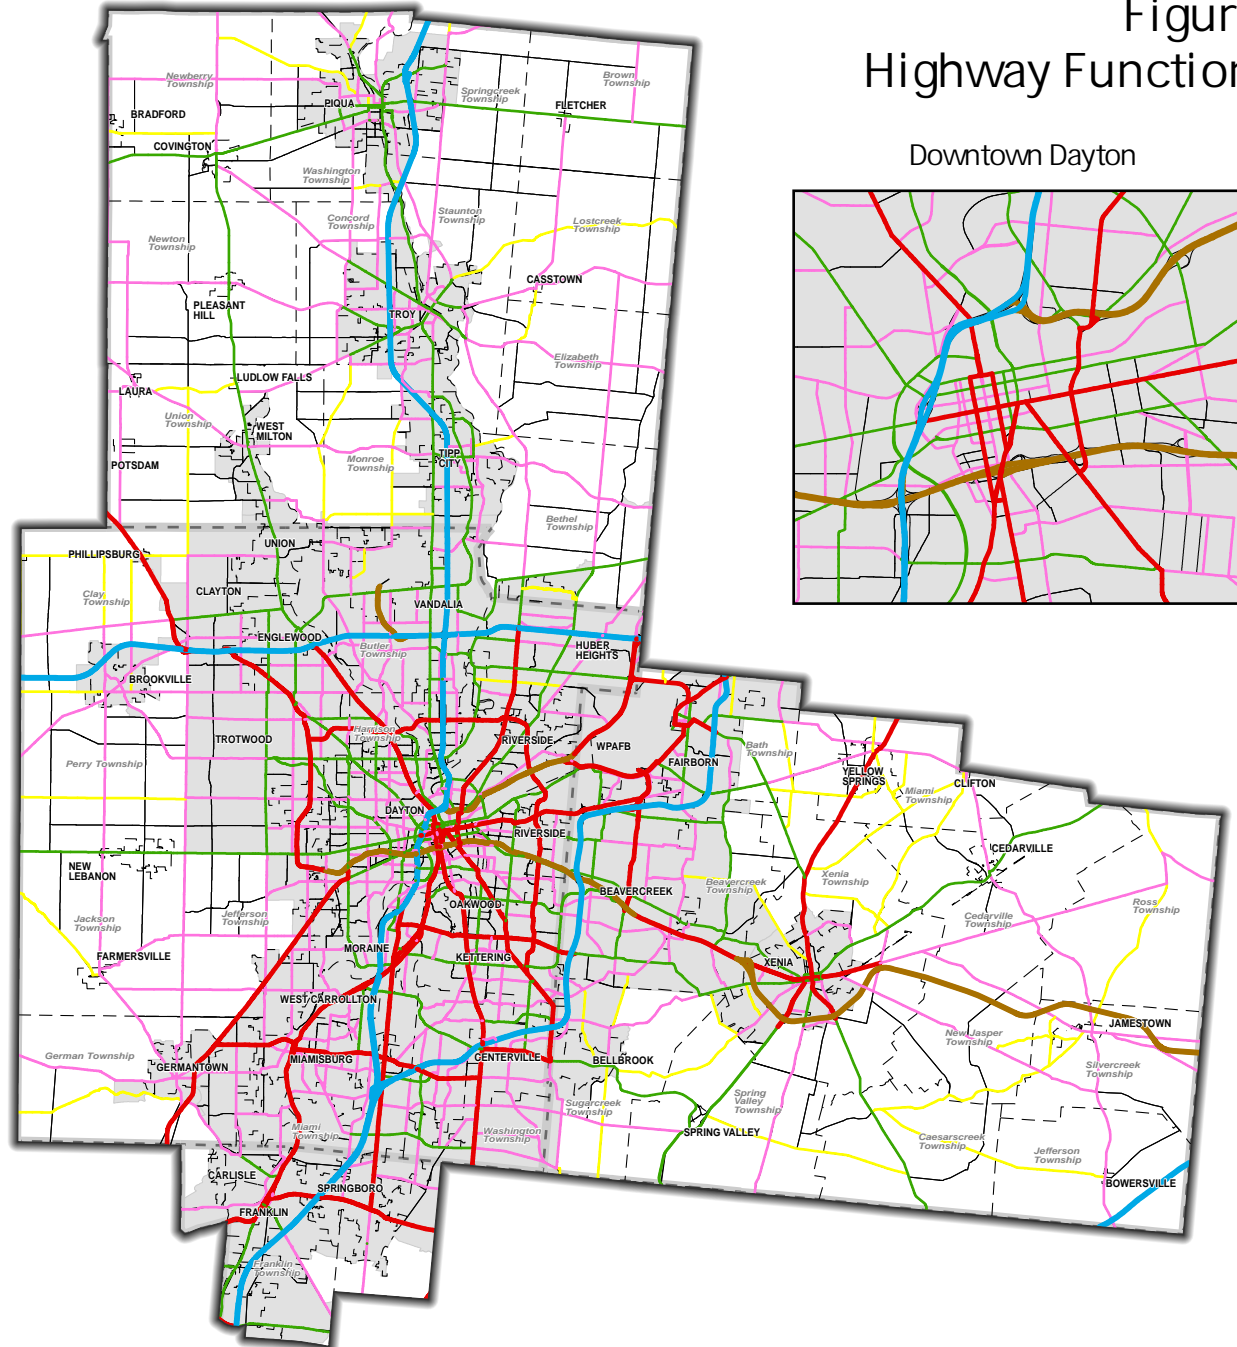 Figur
Highway Function
Downtown Dayton
Newberry
Township
Brown
Township
Springcreek
Township
PIQUA
FLETCHER
BRADFORD
COVINGTON
Washington
Township
Concord
Township
Staunton
Township
Lostcreek
Township
Newton
Township
CASSTOWN
PLEASANT
HILL
TROY
Elizabeth
Township
LUDLOW FALLS
LAURA
Union
Township
WEST
MILTON
Monroe
Township
TIPP
CITY
POTSDAM
Bethel
Township
UNION
PHILLIPSBURG
Clay
Township
CLAYTON
VANDALIA
ENGLEWOOD
Butler
Township
HUBER
HEIGHTS
BROOKVILLE
TROTWOOD
Harrison
Township
RIVERSIDE
WPAFB
FAIRBORN
Bath
Township
Perry Township
YELLOW
SPRINGS
Miami
Township
CLIFTON
DAYTON
RIVERSIDE
CEDARVILLE
NEW
LEBANON
BEAVERCREEK
Beavercreek
Township
Xenia
Township
OAKWOOD
Jackson
Township
Jefferson
Township
Cedarville
Township
Ross
Township
MORAINE
FARMERSVILLE
KETTERING
XENIA
WEST CARROLLTON
JAMESTOWN
New Jasper
Township
German Township
GERMANTOWN
MIAMISBURG
CENTERVILLE
BELLBROOK
Silvercreek
Township
Sugarcreek
Township
Spring
Valley
Township
Miami
Township
Washington
Township
SPRING VALLEY
Caesarscreek
Township
Jefferson
Township
CARLISLE
SPRINGBORO
BOWERSVILLE
FRANKLIN
Franklin
Township